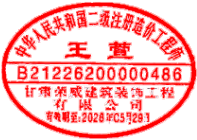 中华人民共和国二级注册造价工程师
王萱
B21226200000486
甘肃荣威建筑装饰工程
有限公司
有效期至:2028年05月29日